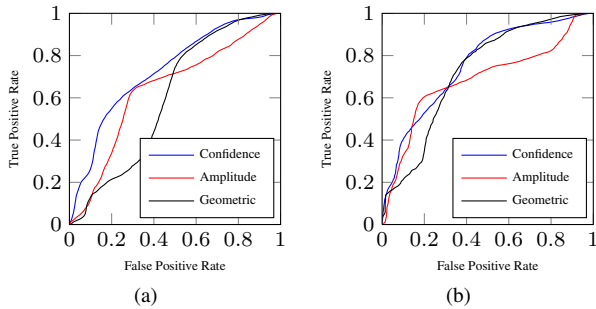 1
0.8
0.6
0.4
0.2
0
0 0.2 0.4 0.6 0.8 1
True Positive Rate
False Positive Rate
Confidence
Amplitude
Geometric
(a)
1
0.8
0.6
0.4
0.2
0
0 0.2 0.4 0.6 0.8 1
True Positive Rate
False Positive Rate
Confidence
Amplitude
Geometric
(b)